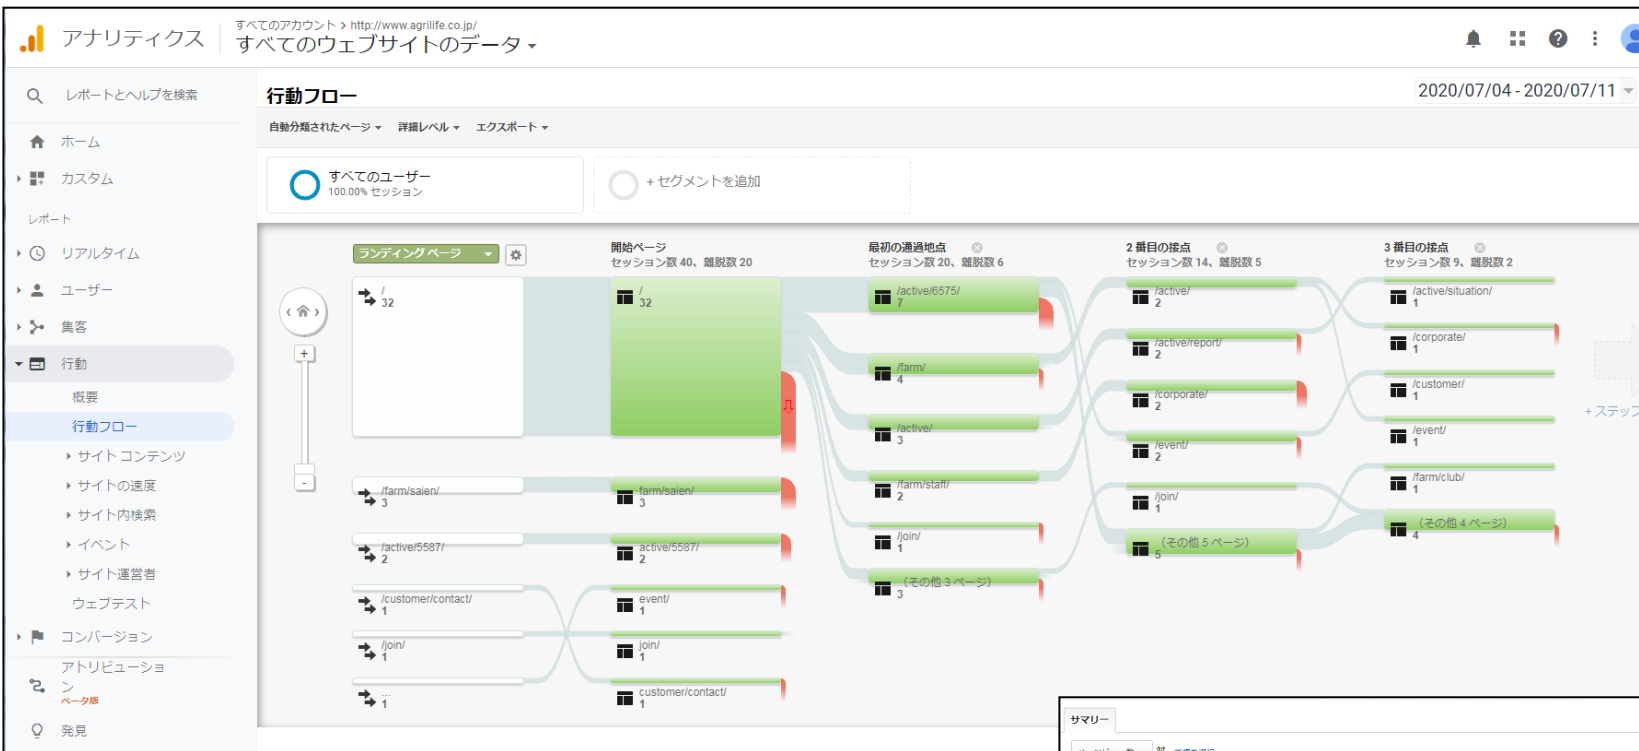 アナリティクス
すべてのアカウント > http://www.agrilife.co.jp/
すべてのウェブサイトのデータ
レポートとヘルプを検索
ホーム
カスタム
レポート
リアルタイム
ユーザー
集客
行動
概要
行動フロー
サイト コンテンツ
サイトの速度
サイト内検索
イベント
サイト運営者
ウェブテスト
コンバージョン
アトリビューショ
ン
ベータ版
発見
行動フロー
2020/07/04 - 2020/07/11
自動分類されたページ 詳細レベル エクスポート
すべてのユーザー
100.00% セッション
+ セグメントを追加
ランディング ページ
/
32
/farm/saien/
3
/active/5587/
2
/customer/contact/
1
/join/
1
...
1
開始ページ
セッション数 40、離脱数 20
/
32
farm/saien/
3
active/5587/
2
event/
1
join/
1
customer/contact/
1
最初の通過地点
セッション数 20、離脱数 6
/active/6575/
7
/farm/
4
/active/
3
/farm/staff/
2
/join/
1
（その他 3 ページ）
3
2 番目の接点
セッション数 14、離脱数 5
/active/
2
/active/report/
2
/corporate/
2
/event/
2
/join/
1
（その他 5 ページ）
5
3 番目の接点
セッション数 9、離脱数 2
/active/situation/
1
/corporate/
1
/customer/
1
/event/
1
/farm/club/
1
（その他 4 ページ）
4
+ ステップ
サマリー